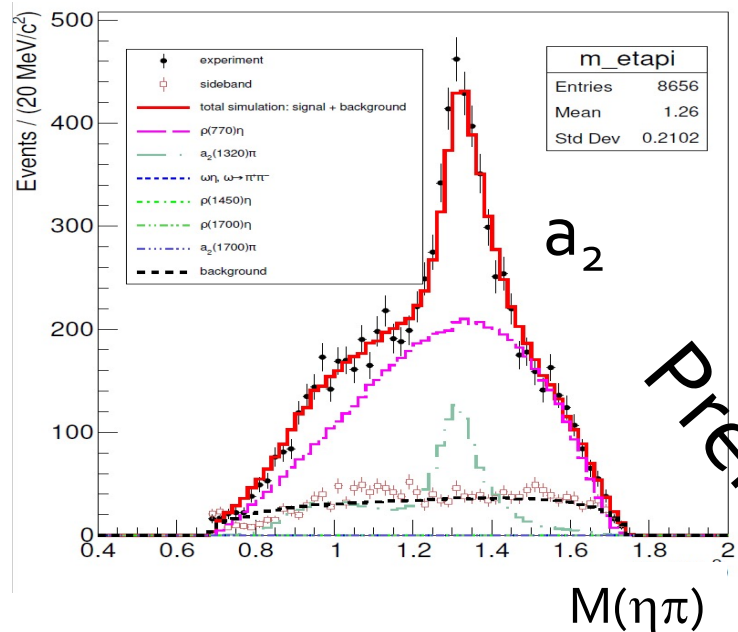 500
400
300
200
100
0
Events / (20 MeV/c²)
experiment
sideband
total simulation: signal + background
ρ(770)η
a₂(1320)π
ωη, ω→π⁺π⁻
ρ(1450)η
ρ(1700)η
a₂(1700)π
background
m_etapi
Entries 8656
Mean 1.26
Std Dev 0.2102
a₂
Prel
0.4 0.6 0.8 1 1.2 1.4 1.6 1.8 2
M(ηπ)